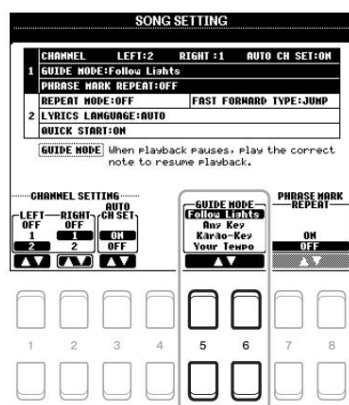 SONG SETTING
CHANNEL LEFT:2 RIGHT :1 AUTO CH SET:ON
1 GUIDE MODE:Follow Lights
PHRASE MARK REPEAT:OFF
REPEAT MODE:OFF FAST FORWARD TYPE:JUMP
2 LYRICS LANGUAGE:AUTO
QUICK START:ON
GUIDE MODE When playback pauses, play the correct
note to resume playback.
CHANNEL SETTING
LEFT RIGHT AUTO CH SET
OFF OFF
1 1 ON
2 2 OFF
GUIDE MODE
Follow Lights
Any Key
Karao-Key
Your Tempo
PHRASE MARK
REPEAT
ON
OFF
1 2 3 4 5 6 7 8